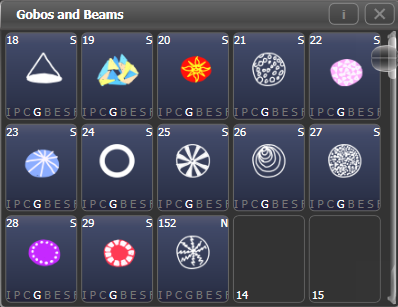 Gobos and Beams i
18 S 19 S 20 S 21 S 22 S
IPCGBESF IPCGBESF IPCGBESF IPCGBESF IPCGBESF
23 S 24 S 25 S 26 S 27 S
IPCGBESF IPCGBESF IPCGBESF IPCGBESF IPCGBESF
28 S 29 S 152 N
IPCGBESF IPCGBESF IPCGBESF 14 15